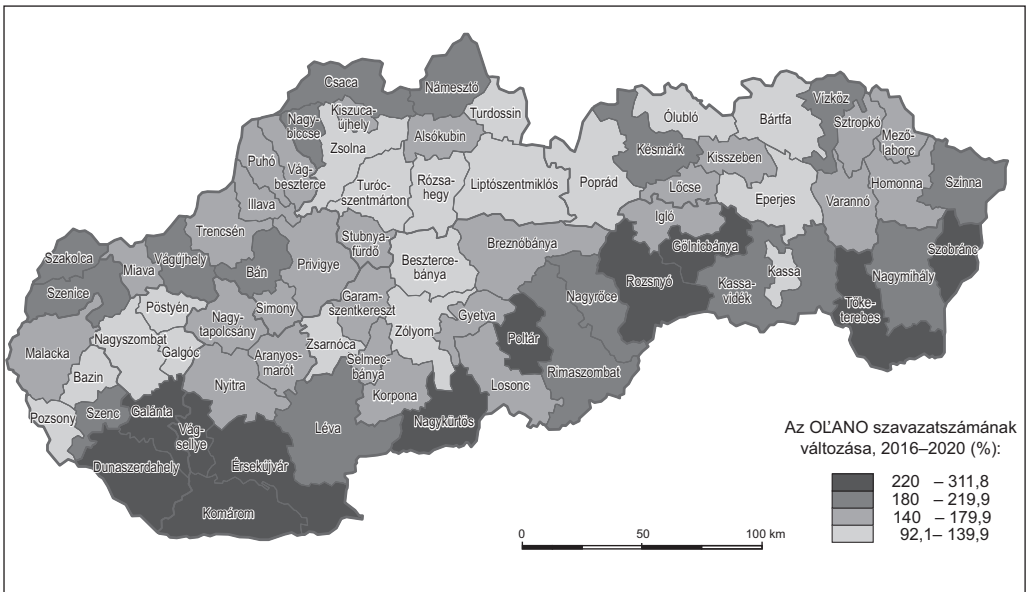 Csaca
Námesztó
Turdossin
Nagy-
biccse
Kiszuca-
újhely
Alsókubin
Zsolna
Puhó
Vág-
beszterce
Illava
Turóc-
szentmárton
Rózsa-
hegy
Liptószentmiklós
Poprád
Ólubló
Késmárk
Kisszeben
Lőcse
Igló
Bártfa
Vízköz
Sztropkó
Mező-
laborc
Homonna
Szinna
Eperjes
Varannó
Trencsén
Szakolca
Miava
Vágújhely
Bán
Privigye
Stubnya-
fürdő
Besztercebánya
Breznóbánya
Gölnicbánya
Rozsnyó
Kassa-
vidék
Kassa
Szobránc
Nagymihály
Tőke-
terebes
Szenice
Pöstyén
Nagy-
tapolcsány
Simony
Garam-
szentkereszt
Zsarnóca
Zólyom
Gyetva
Poltár
Nagyrőce
Rimaszombat
Malacka
Nagyszombat
Galgóc
Bazin
Nyitra
Aranyos-
marót
Selmec-
bánya
Korpona
Losonc
Nagykürtös
Pozsony
Szenc
Galánta
Vág-
sellye
Léva
Dunaszerdahely
Érsekújvár
Komárom
Az OĽANO szavazatszámának
változása, 2016–2020 (%):
220 – 311,8
180 – 219,9
140 – 179,9
92,1– 139,9
0 50 100 km